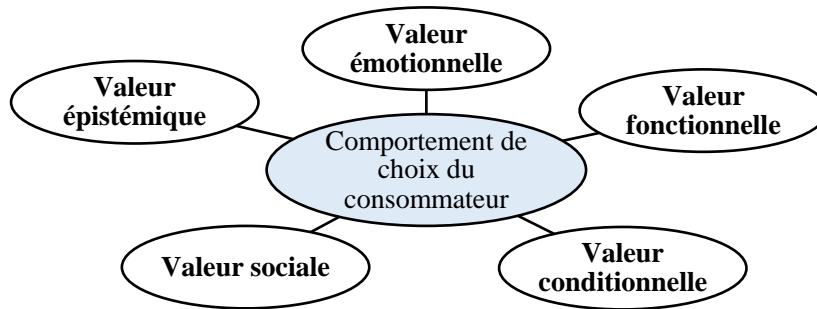 Valeur
émotionnelle
Valeur
épistémique
Valeur
fonctionnelle
Comportement de
choix du
consommateur
Valeur sociale
Valeur
conditionnelle